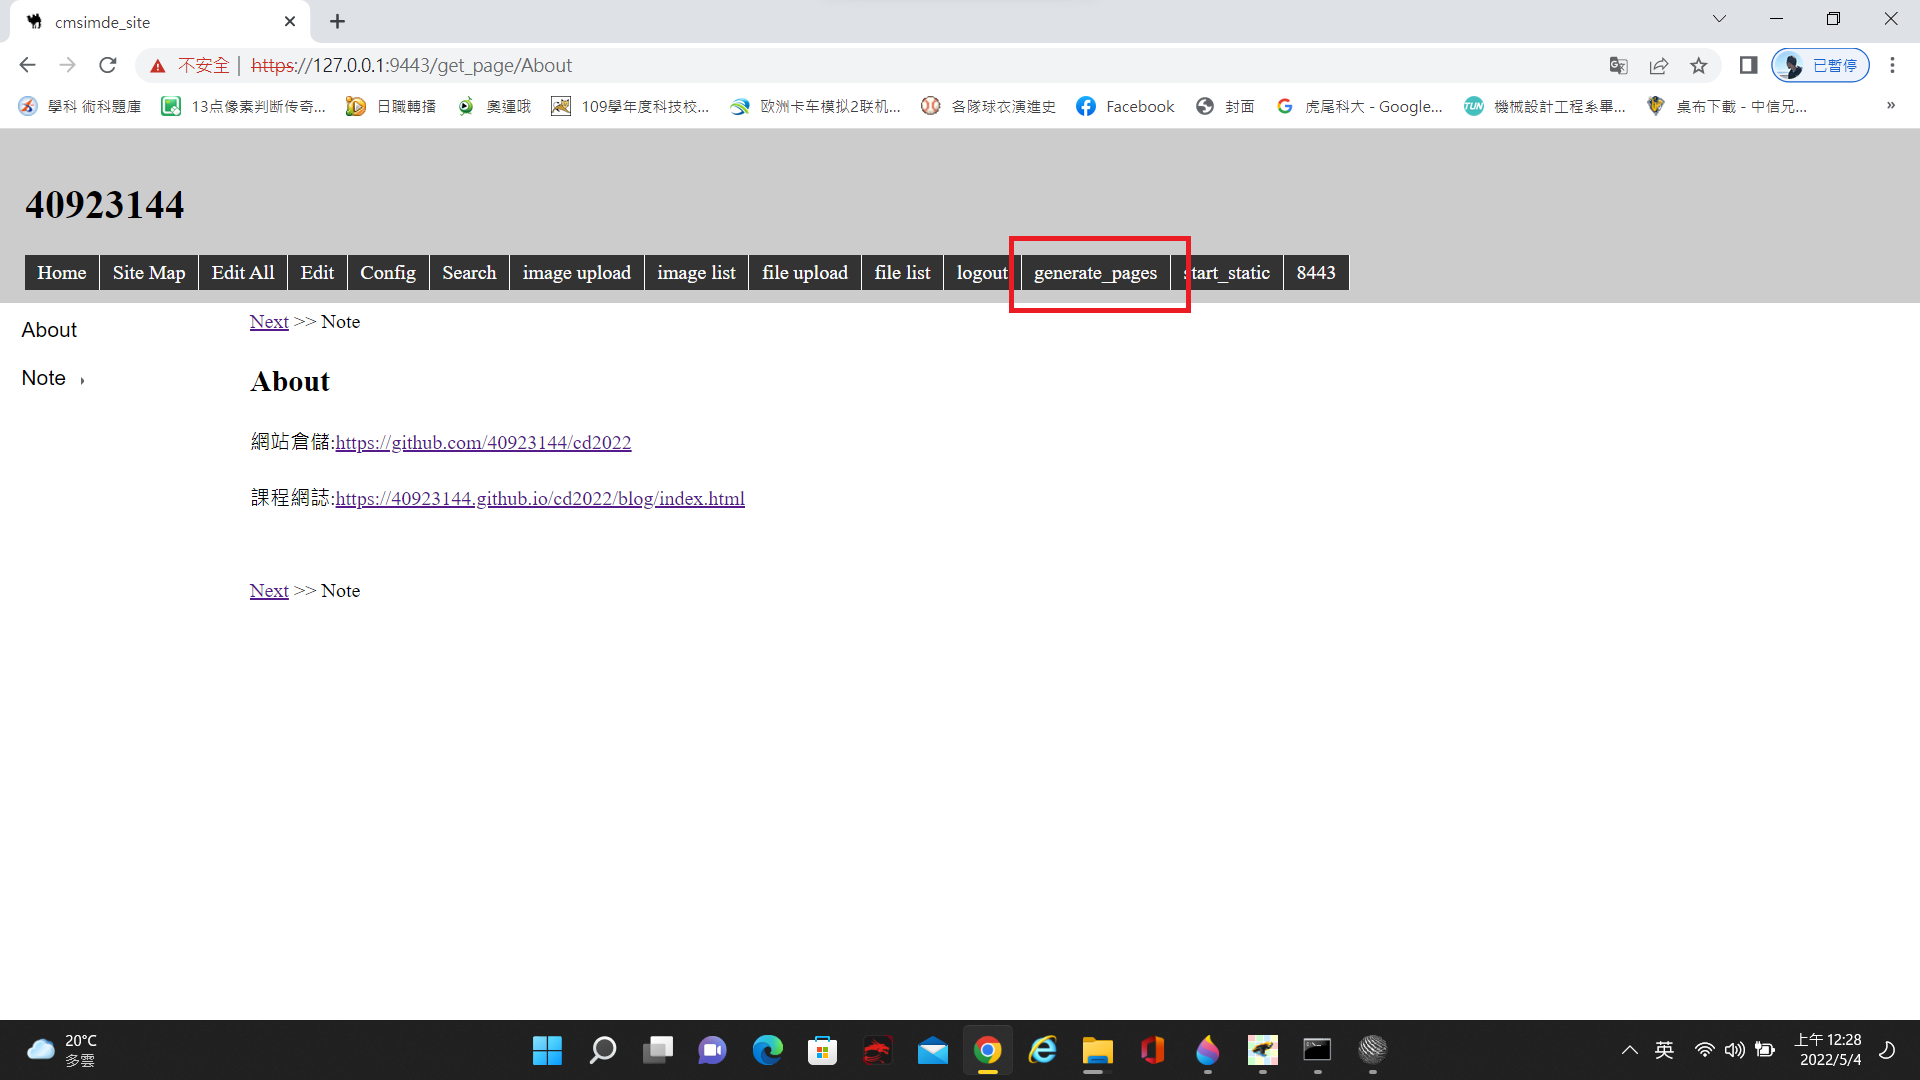 cmsimde_site
不安全 | https://127.0.0.1:9443/get_page/About 已暫停
學科 術科題庫 13点像素判断传奇... 日職轉播 奧運哦 109學年度科技校... 欧洲卡车模拟2联机... 各隊球衣演進史 Facebook 封面 虎尾科大 - Google... TUN 機械設計工程系畢... 桌布下載 - 中信兄... »
40923144
Home Site Map Edit All Edit Config Search image upload image list file upload file list logout generate_pages start_static 8443
About
Note
Next >> Note
About
網站倉儲:https://github.com/40923144/cd2022
課程網誌:https://40923144.github.io/cd2022/blog/index.html
Next >> Note
20°C
多雲
英
上午 12:28
2022/5/4